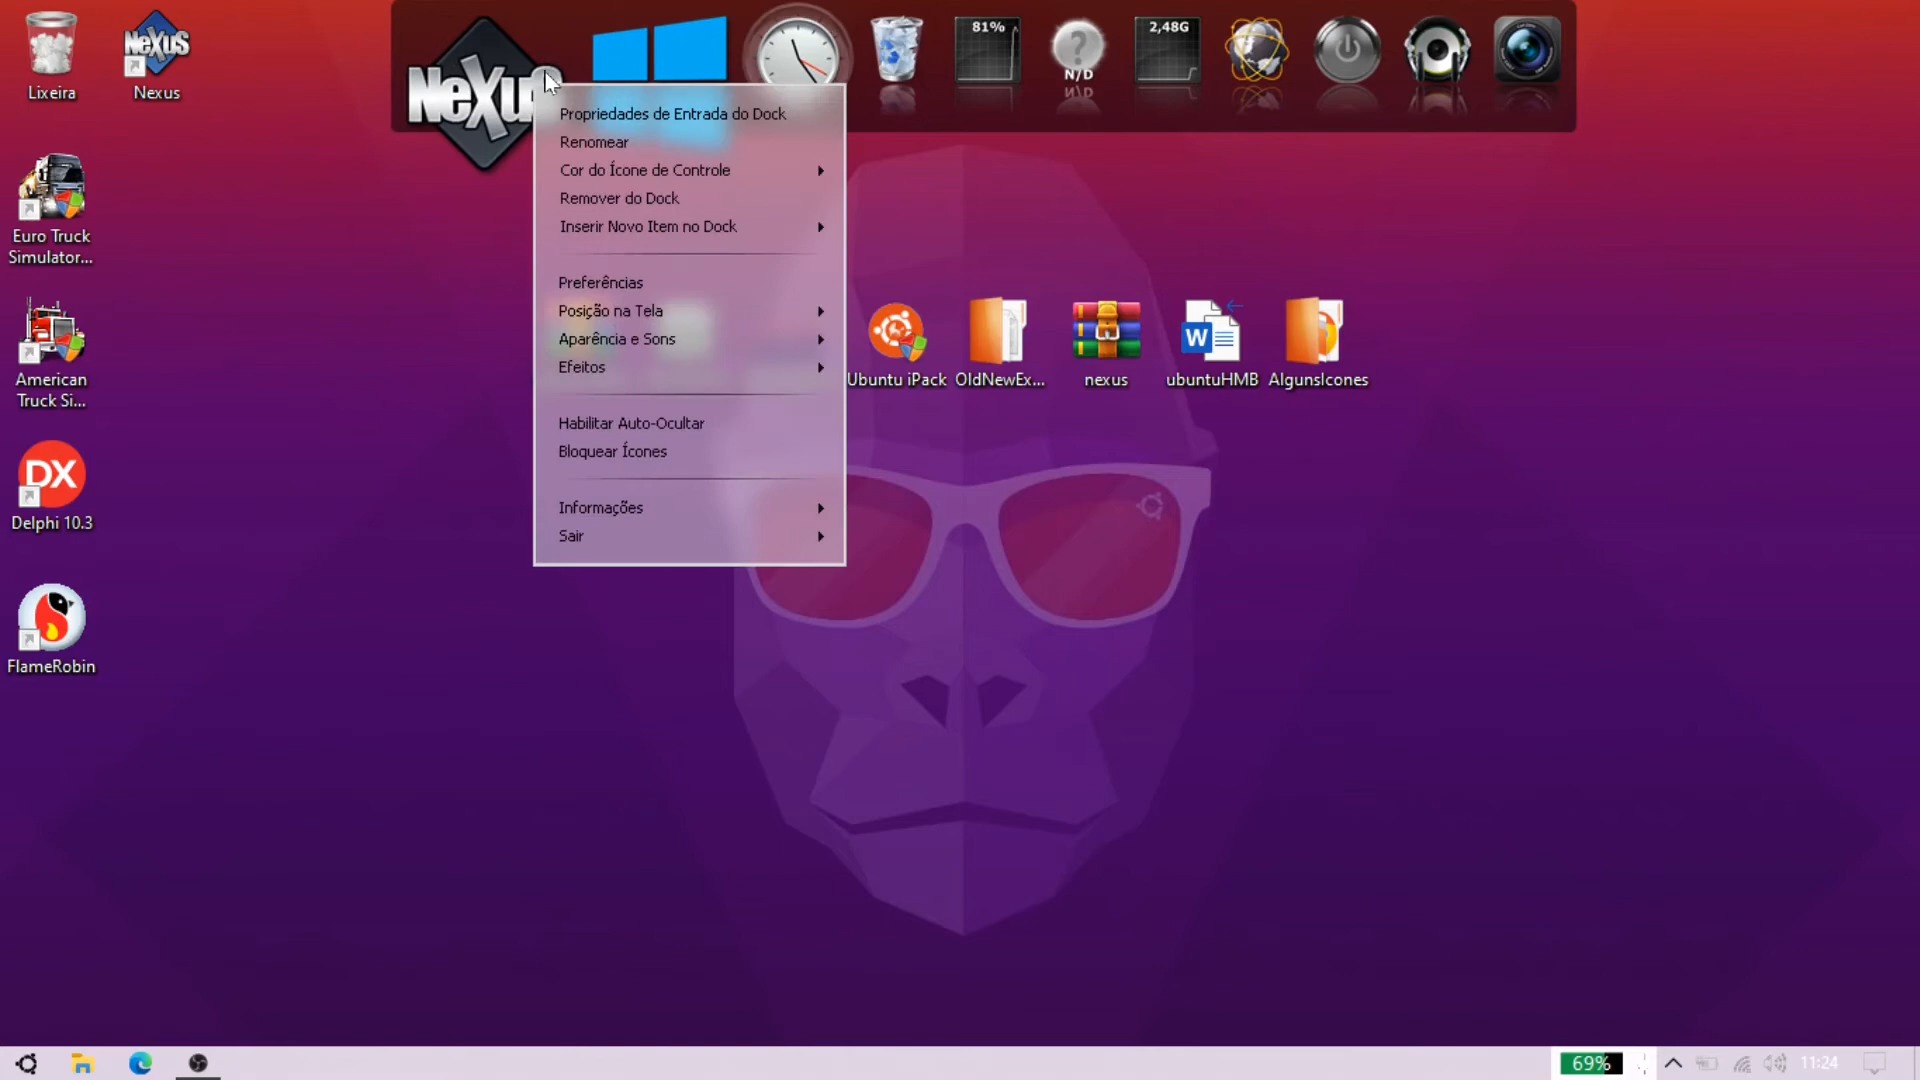 Lixeira
Nexus
Euro Truck
Simulator...
American
Truck Si...
DX
Delphi 10.3
FlameRobin
NeXuS
81%
N/D
2,48G
Propriedades de Entrada do Dock
Renomear
Cor do Ícone de Controle
Remover do Dock
Inserir Novo Item no Dock
Preferências
Posição na Tela
Aparência e Sons
Efeitos
Habilitar Auto-Ocultar
Bloquear Ícones
Informações
Sair
Ubuntu iPack
OldNewEx...
nexus
W
ubuntuHMB
AlgunsIcones
69%
11:24